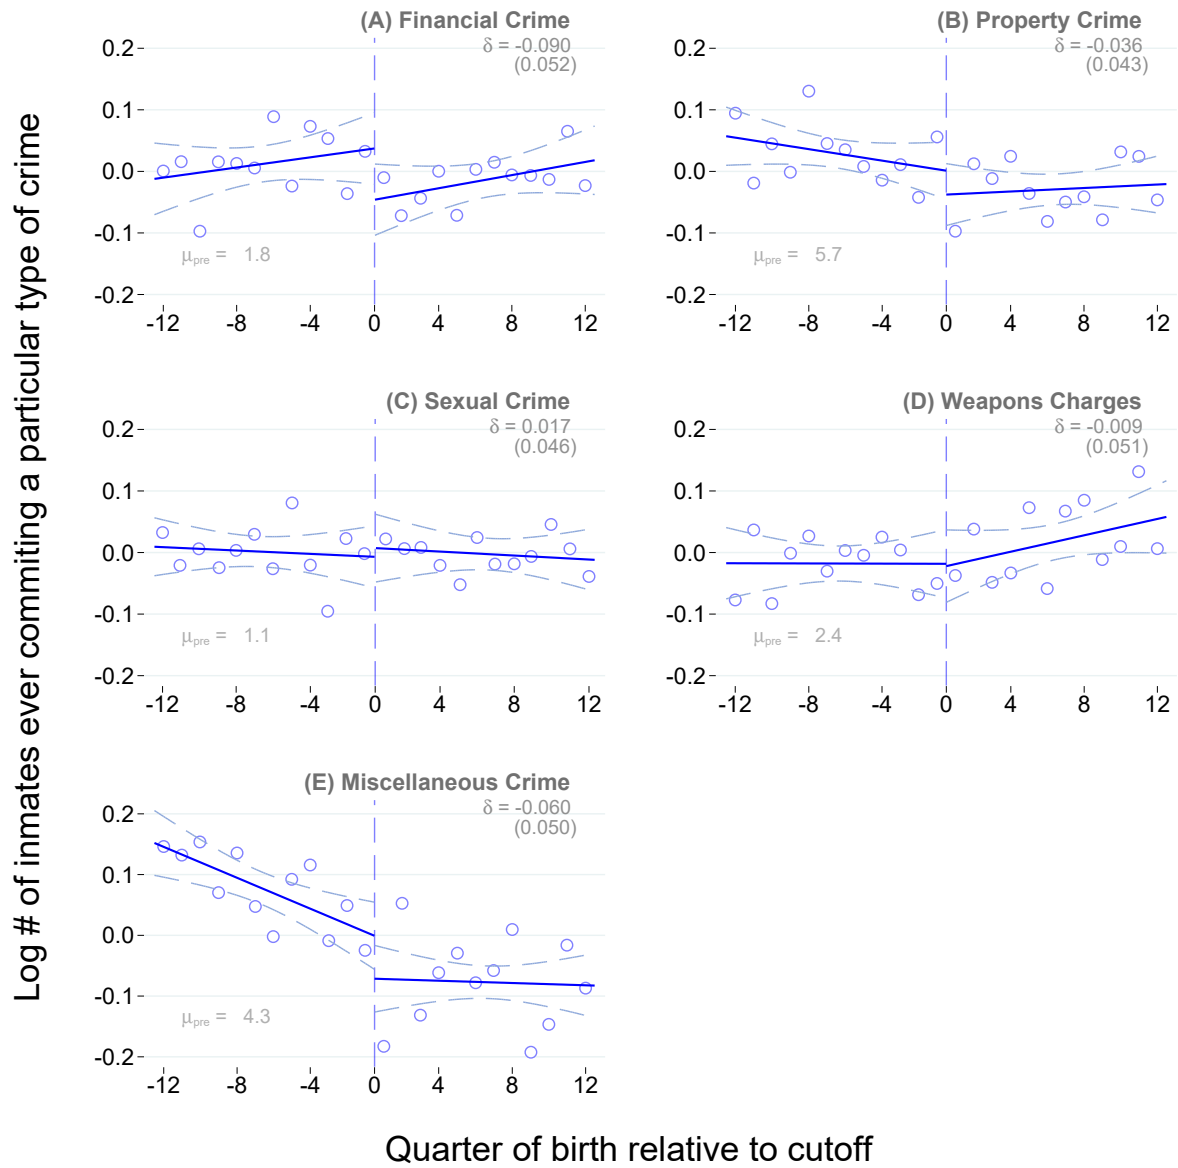 Log # of inmates ever commiting a particular type of crime
(A) Financial Crime
δ = -0.090
(0.052)
0.2
0.1
0.0
-0.1
-0.2
μpre = 1.8
-12 -8 -4 0 4 8 12
(B) Property Crime
δ = -0.036
(0.043)
0.2
0.1
0.0
-0.1
-0.2
μpre = 5.7
-12 -8 -4 0 4 8 12
(C) Sexual Crime
δ = 0.017
(0.046)
0.2
0.1
0.0
-0.1
-0.2
μpre = 1.1
-12 -8 -4 0 4 8 12
(D) Weapons Charges
δ = -0.009
(0.051)
0.2
0.1
0.0
-0.1
-0.2
μpre = 2.4
-12 -8 -4 0 4 8 12
(E) Miscellaneous Crime
δ = -0.060
(0.050)
0.2
0.1
0.0
-0.1
-0.2
μpre = 4.3
-12 -8 -4 0 4 8 12
Quarter of birth relative to cutoff